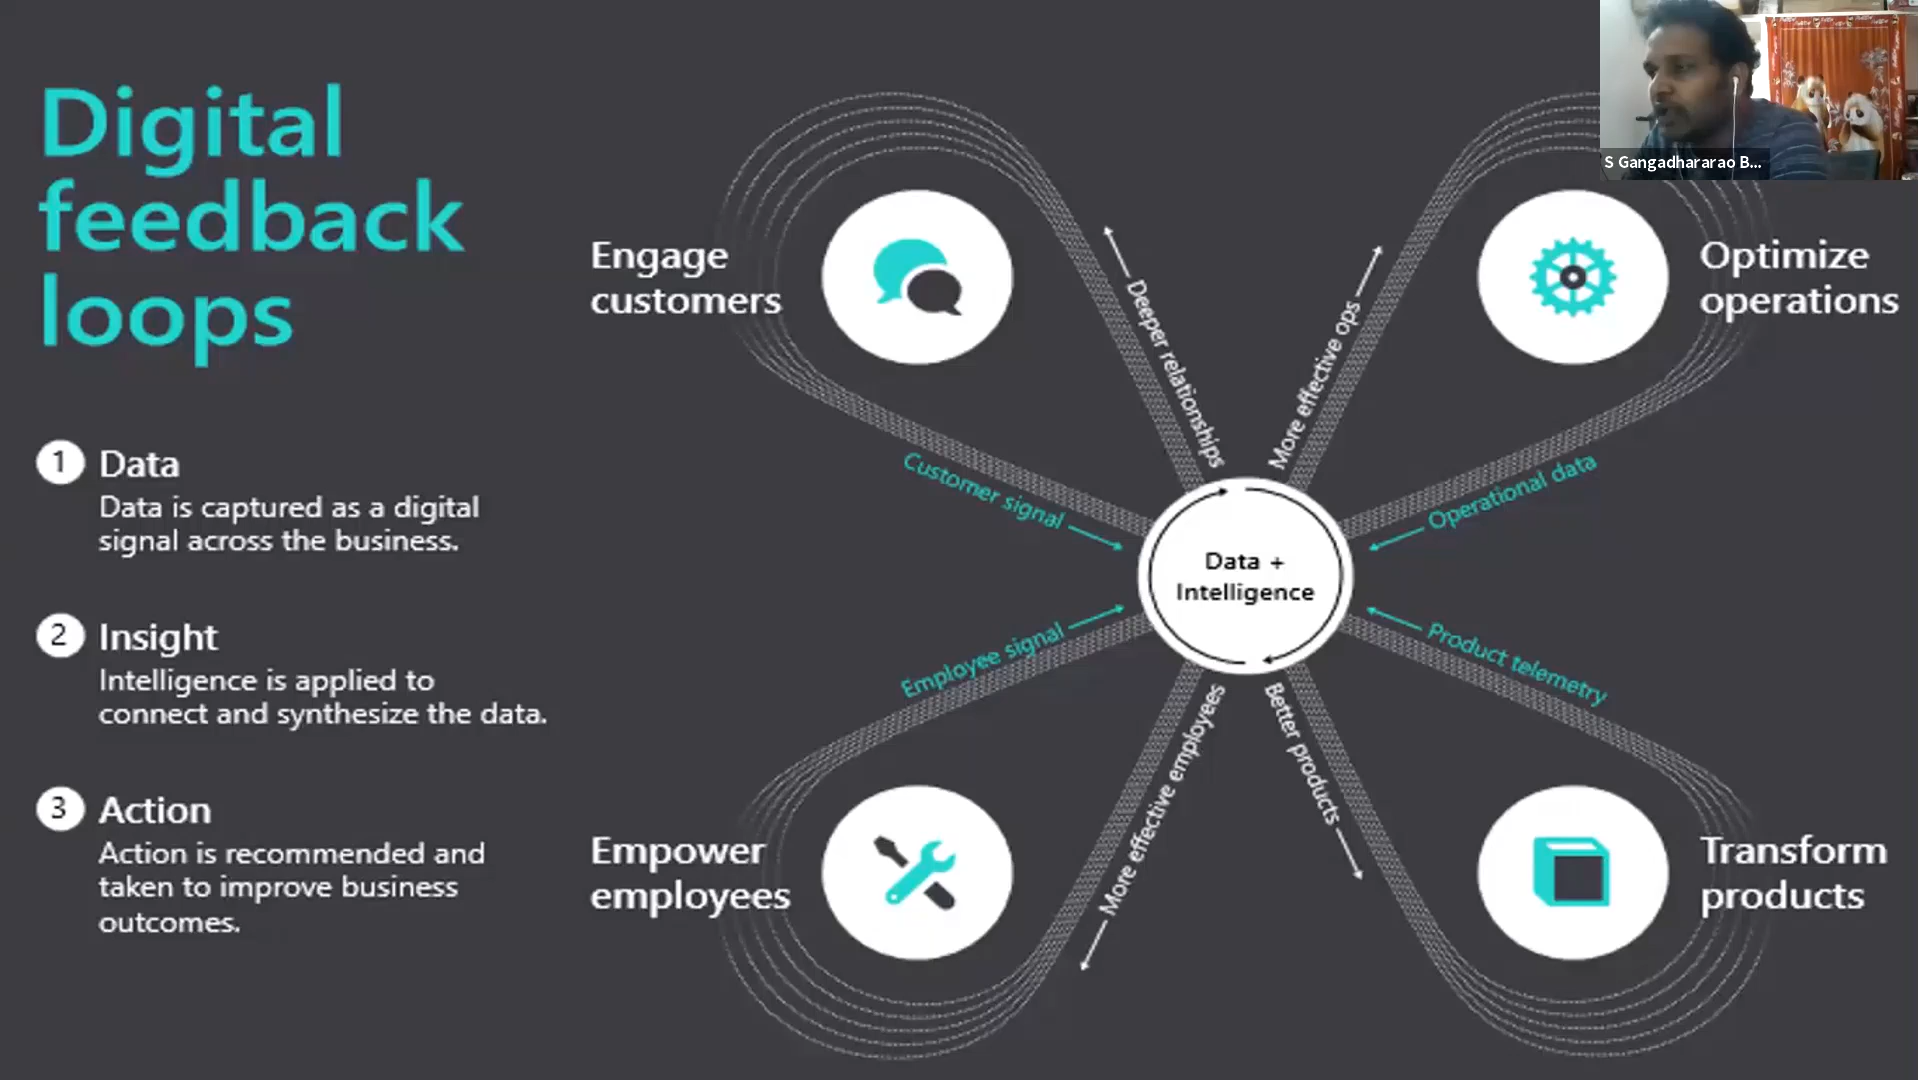 Digital
feedback
loops
1 Data
Data is captured as a digital
signal across the business.
2 Insight
Intelligence is applied to
connect and synthesize the data.
3 Action
Action is recommended and
taken to improve business
outcomes.
Engage
customers
Deeper relationships
Customer signal
More effective ops
Operational data
Optimize
operations
Data +
Intelligence
Employee signal
More effective employees
Empower
employees
Better products
Product telemetry
Transform
products
S Gangadhararao B...